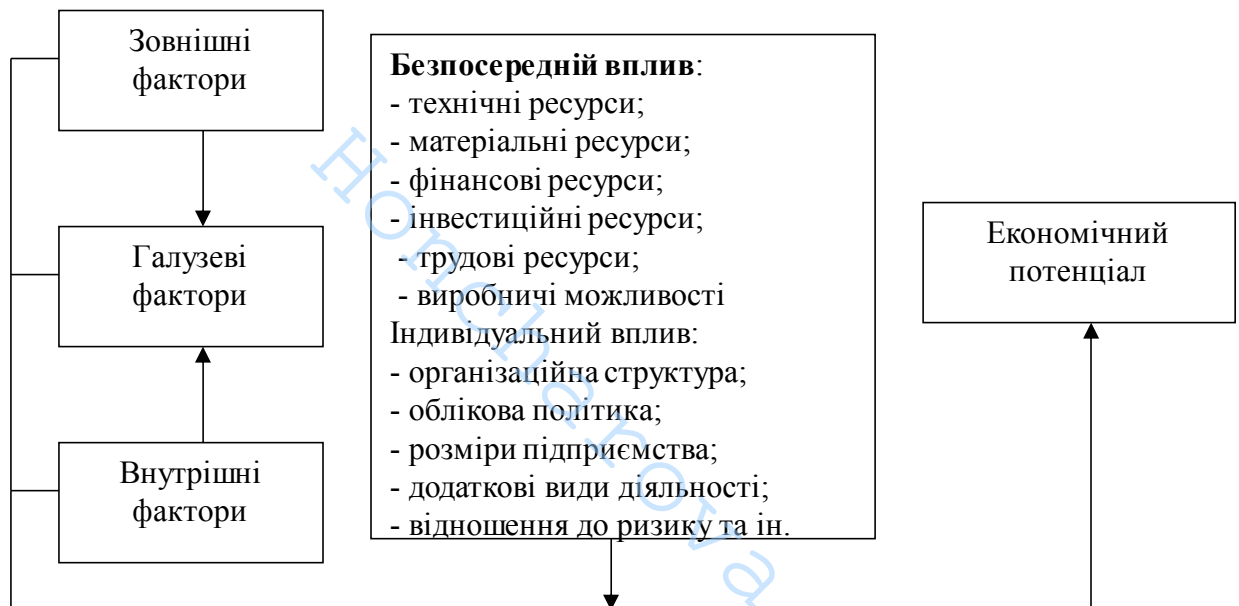 Зовнішні
фактори
Галузеві
фактори
Внутрішні
фактори
Безпосередній вплив:
- технічні ресурси;
- матеріальні ресурси;
- фінансові ресурси;
- інвестиційні ресурси;
- трудові ресурси;
- виробничі можливості
Індивідуальний вплив:
- організаційна структура;
- облікова політика;
- розміри підприємства;
- додаткові види діяльності;
- відношення до ризику та ін.
Економічний
потенціал
Honcharova